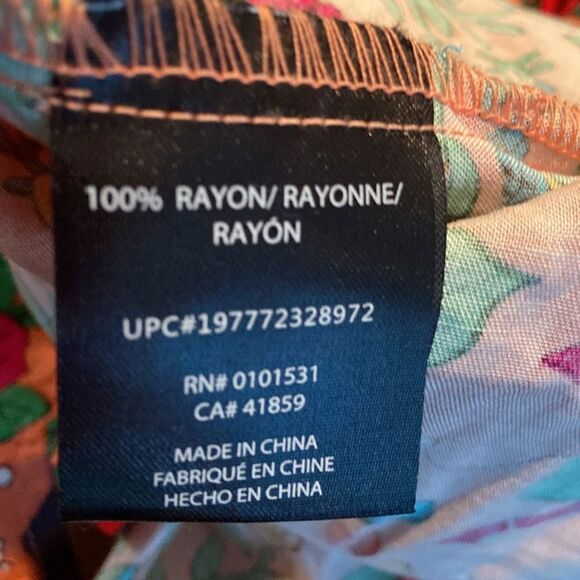 100% RAYON/ RAYONNE/
RAYÓN
UPC#197772328972
RN# 0101531
CA# 41859
MADE IN CHINA
FABRIQUÉ EN CHINE
HECHO EN CHINA